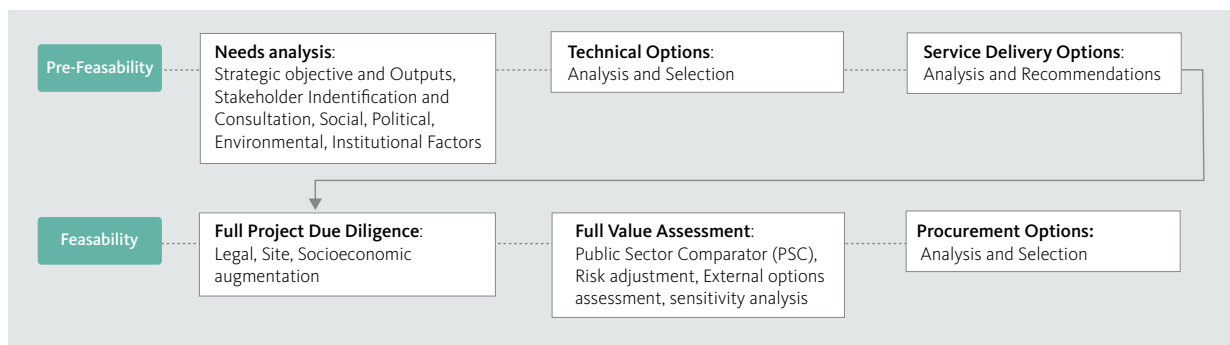 Pre-Feasability
Needs analysis:
Strategic objective and Outputs,
Stakeholder Indentification and
Consultation, Social, Political,
Environmental, Institutional Factors
Technical Options:
Analysis and Selection
Service Delivery Options:
Analysis and Recommendations
Feasability
Full Project Due Diligence:
Legal, Site, Socioeconomic
augmentation
Full Value Assessment:
Public Sector Comparator (PSC),
Risk adjustment, External options
assessment, sensitivity analysis
Procurement Options:
Analysis and Selection